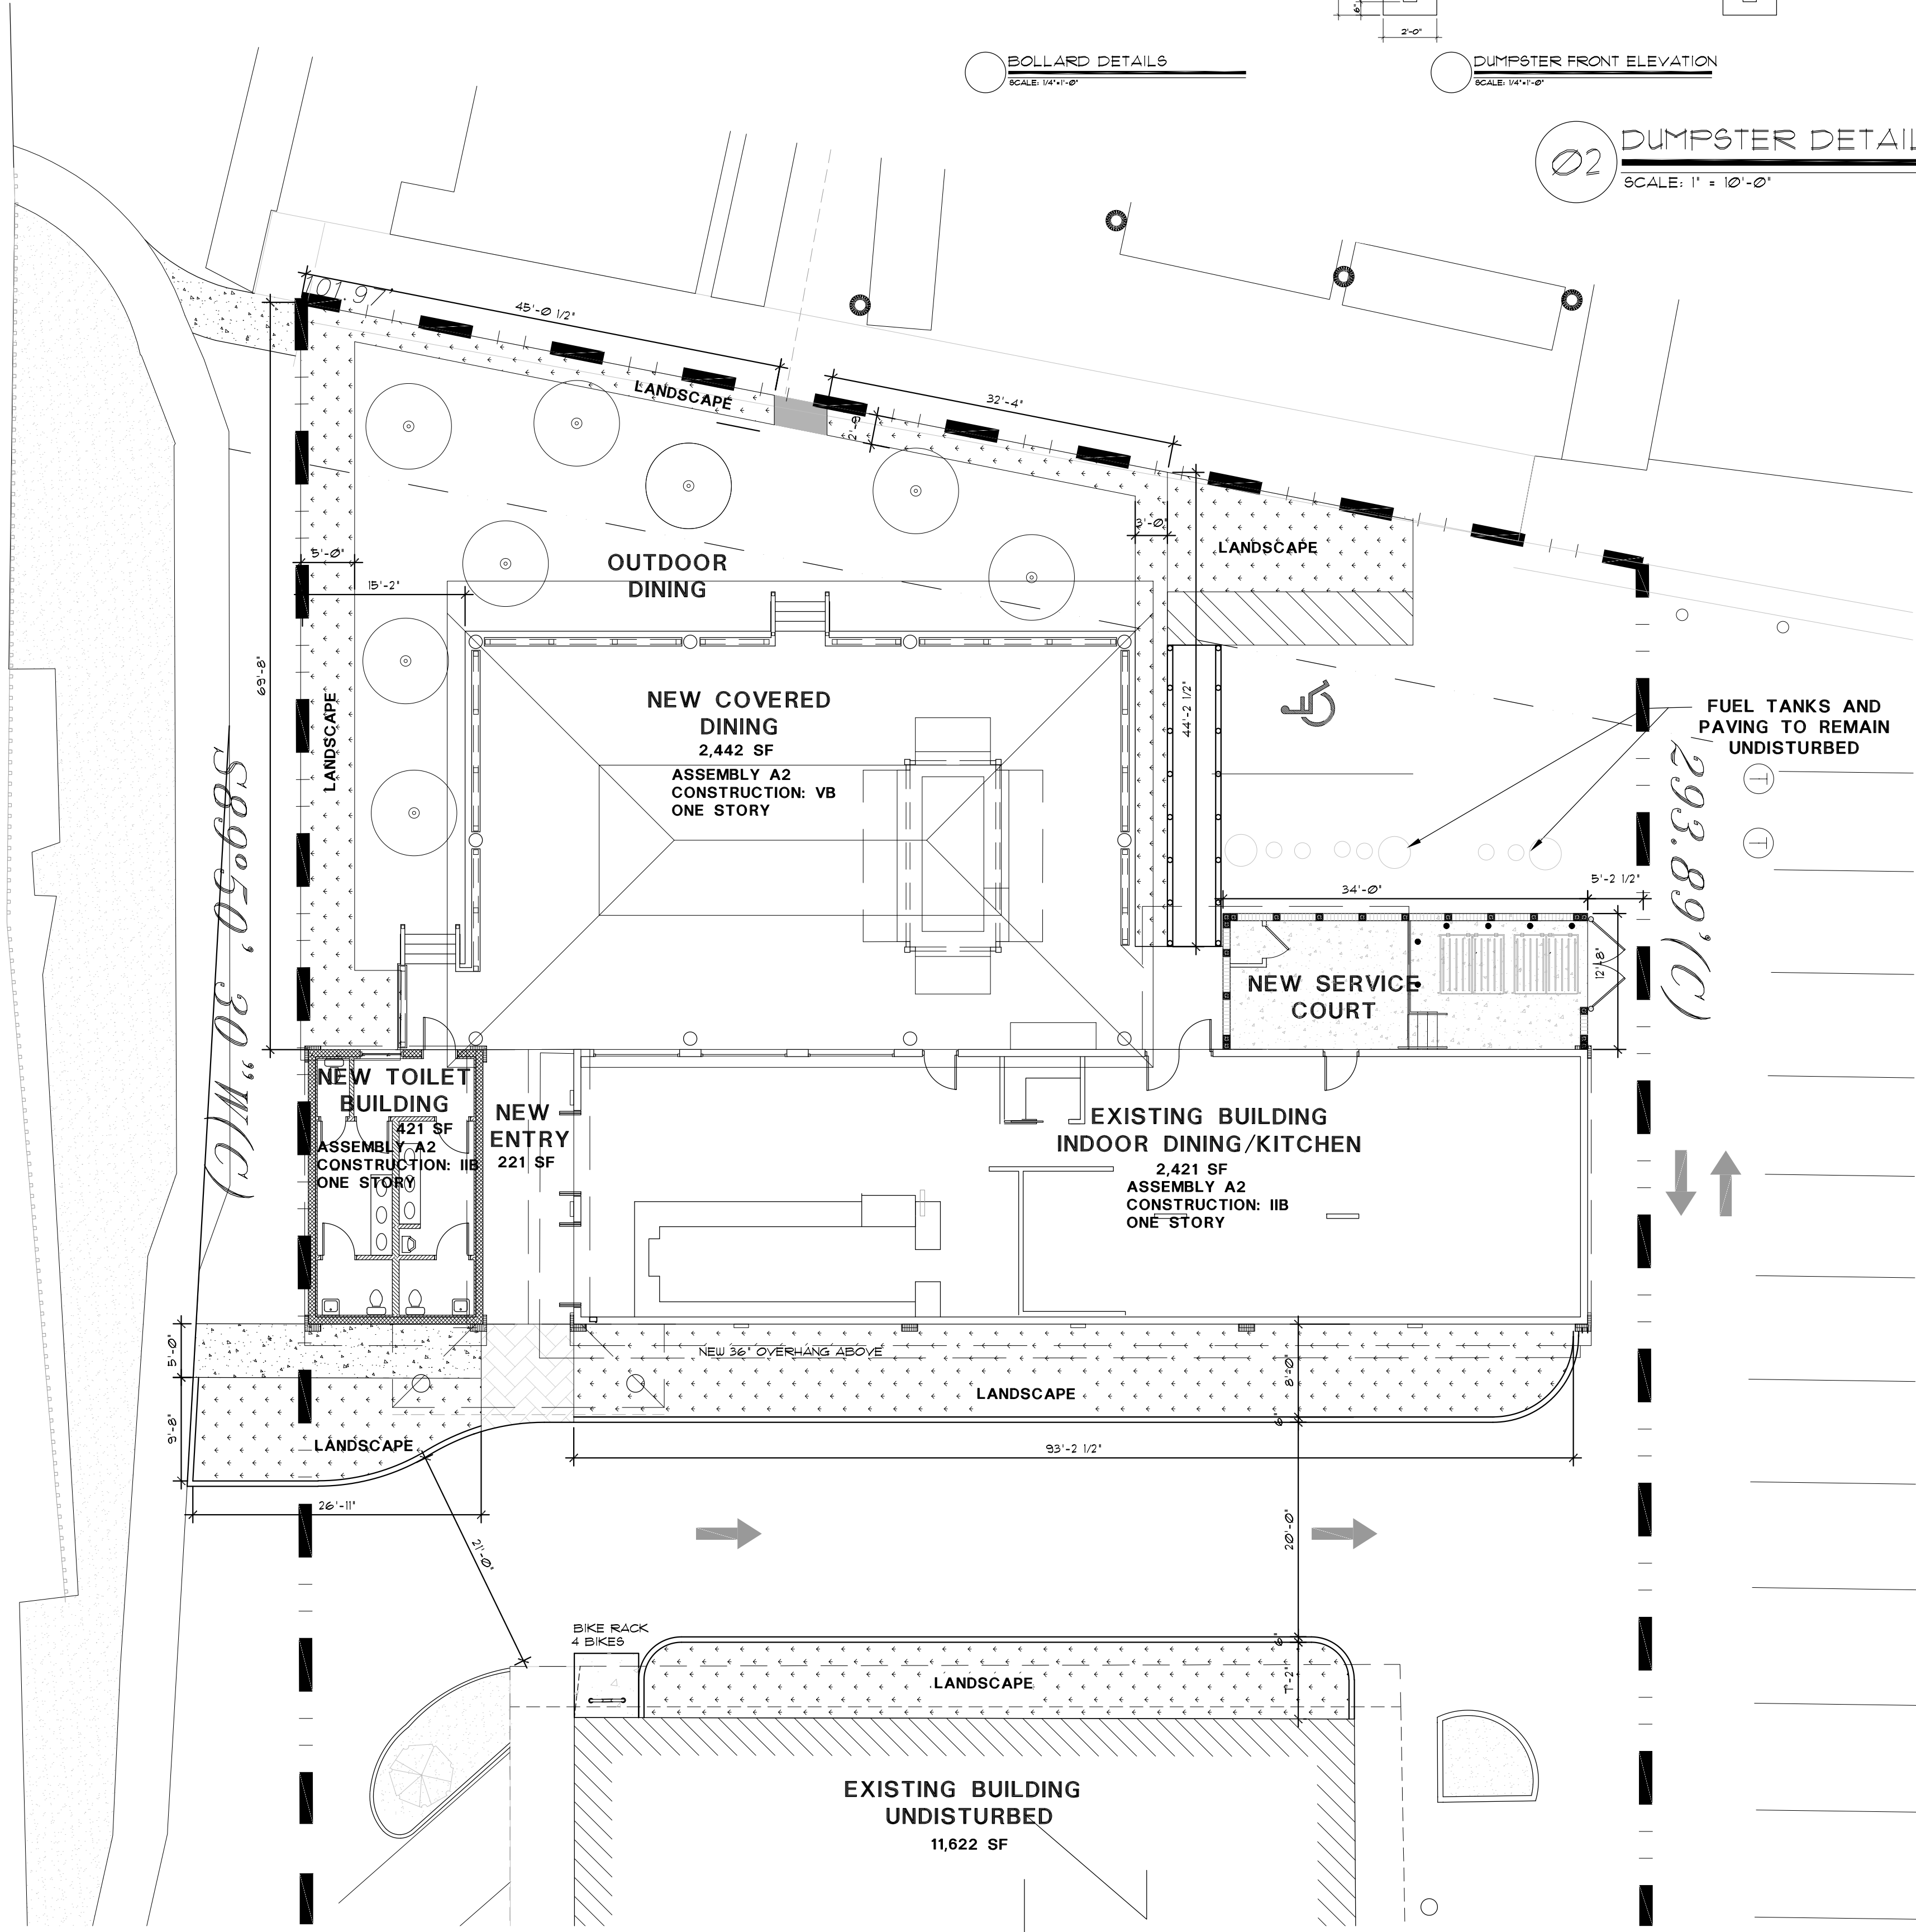 6"
2'-0"
BOLLARD DETAILS
SCALE: 1/4"=1'-0"
DUMPSTER FRONT ELEVATION
SCALE: 1/4"=1'-0"
02
DUMPSTER DETAIL
SCALE: 1" = 10'-0"
101.97'
45'-0 1/2"
LANDSCAPE
32'-4"
2'-9"
3'-0"
LANDSCAPE
5'-0"
15'-2"
OUTDOOR
DINING
69'-8"
LANDSCAPE
NEW COVERED
DINING
2,442 SF
ASSEMBLY A2
CONSTRUCTION: VB
ONE STORY
44'-2 1/2"
FUEL TANKS AND
PAVING TO REMAIN
UNDISTURBED
S89°50'30"W(C)
293.89'(C)
34'-0"
5'-2 1/2"
12'-8"
NEW SERVICE
COURT
NEW TOILET
BUILDING
421 SF
ASSEMBLY A2
CONSTRUCTION: IIB
ONE STORY
NEW
ENTRY
221 SF
EXISTING BUILDING
INDOOR DINING/KITCHEN
2,421 SF
ASSEMBLY A2
CONSTRUCTION: IIB
ONE STORY
5'-0"
NEW 36" OVERHANG ABOVE
8'-0"
LANDSCAPE
6"
9'-8"
LANDSCAPE
93'-2 1/2"
26'-11"
21'-0"
20'-0"
BIKE RACK
4 BIKES
6"
LANDSCAPE
EXISTING BUILDING
UNDISTURBED
11,622 SF